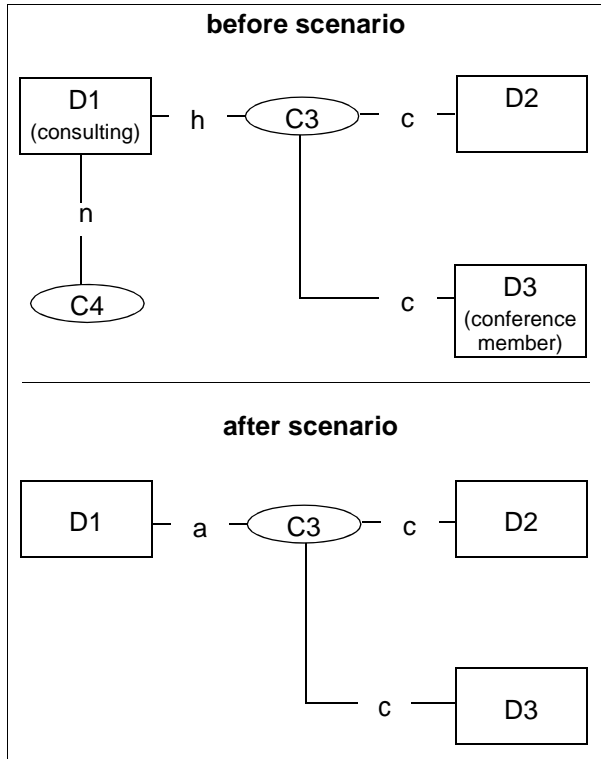 before scenario
D1
(consulting)
h
C3
c
D2
n
C4
c
D3
(conference
member)
after scenario
D1
a
C3
c
D2
c
D3